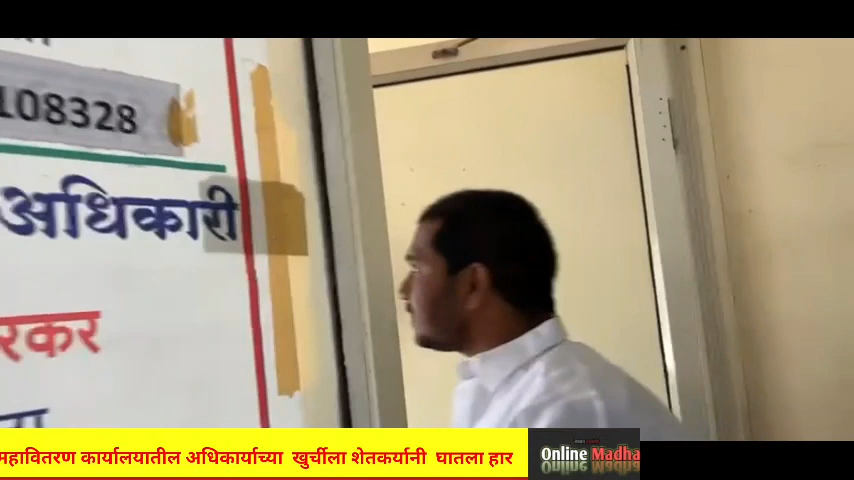 108328
अधिकारी
रकर
महावितरण कार्यालयातील अधिकार्याच्या खुर्चीला शेतकर्यानी घातला हार
Online Madha